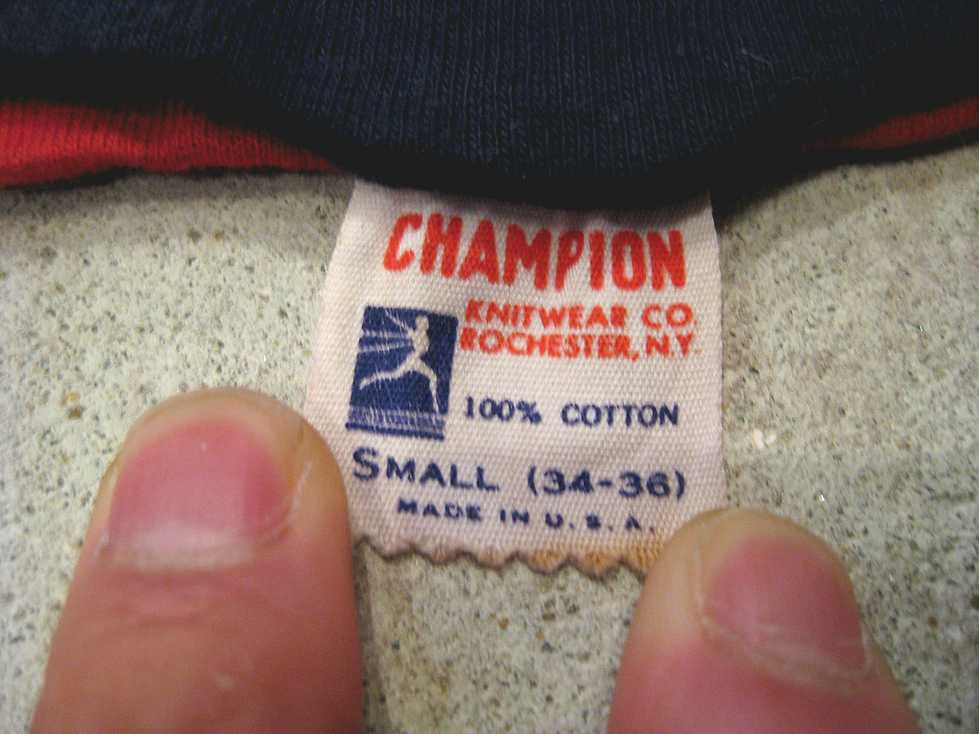 CHAMPION
KNITWEAR CO.
ROCHESTER, N.Y.
100% COTTON
SMALL (34-36)
MADE IN U.S.A.